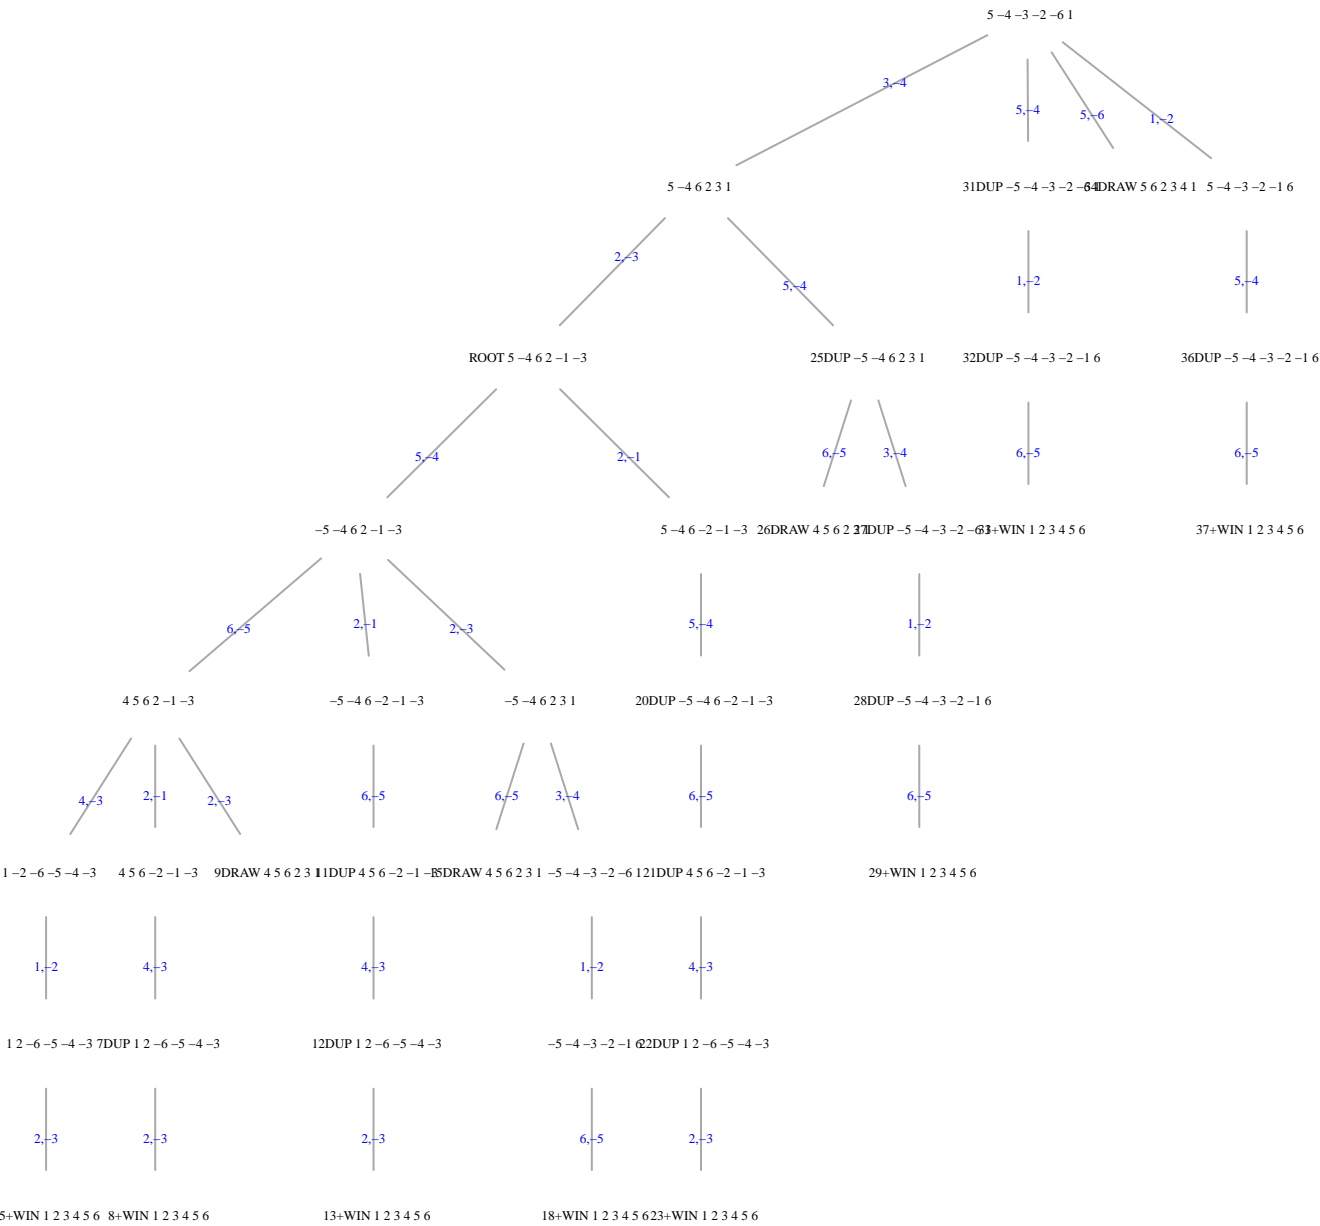 5 −4 −3 −2 −6 1
3,−4
5,−4
5,−6
1,−2
5 −4 6 2 3 1
31DUP −5 −4 −3 −2 −6 1
34DRAW 5 6 2 3 4 1
5 −4 −3 −2 −1 6
2,−3
5,−4
1,−2
5,−4
ROOT 5 −4 6 2 −1 −3
25DUP −5 −4 6 2 3 1
32DUP −5 −4 −3 −2 −1 6
36DUP −5 −4 −3 −2 −1 6
5,−4
2,−1
6,−5
3,−4
6,−5
6,−5
−5 −4 6 2 −1 −3
5 −4 6 −2 −1 −3
26DRAW 4 5 6 2 3 1
27DUP −5 −4 −3 −2 −6 1
33+WIN 1 2 3 4 5 6
37+WIN 1 2 3 4 5 6
6,−5
2,−1
2,−3
5,−4
1,−2
4 5 6 2 −1 −3
−5 −4 6 −2 −1 −3
−5 −4 6 2 3 1
20DUP −5 −4 6 −2 −1 −3
28DUP −5 −4 −3 −2 −1 6
4,−3
2,−1
2,−3
6,−5
6,−5
3,−4
6,−5
6,−5
1 −2 −6 −5 −4 −3
4 5 6 −2 −1 −3
9DRAW 4 5 6 2 3 1
11DUP 4 5 6 −2 −1 −3
15DRAW 4 5 6 2 3 1
−5 −4 −3 −2 −6 1
21DUP 4 5 6 −2 −1 −3
29+WIN 1 2 3 4 5 6
1,−2
4,−3
4,−3
1,−2
4,−3
1 2 −6 −5 −4 −3
7DUP 1 2 −6 −5 −4 −3
12DUP 1 2 −6 −5 −4 −3
−5 −4 −3 −2 −1 6
22DUP 1 2 −6 −5 −4 −3
2,−3
2,−3
2,−3
6,−5
2,−3
5+WIN 1 2 3 4 5 6
8+WIN 1 2 3 4 5 6
13+WIN 1 2 3 4 5 6
18+WIN 1 2 3 4 5 6
23+WIN 1 2 3 4 5 6